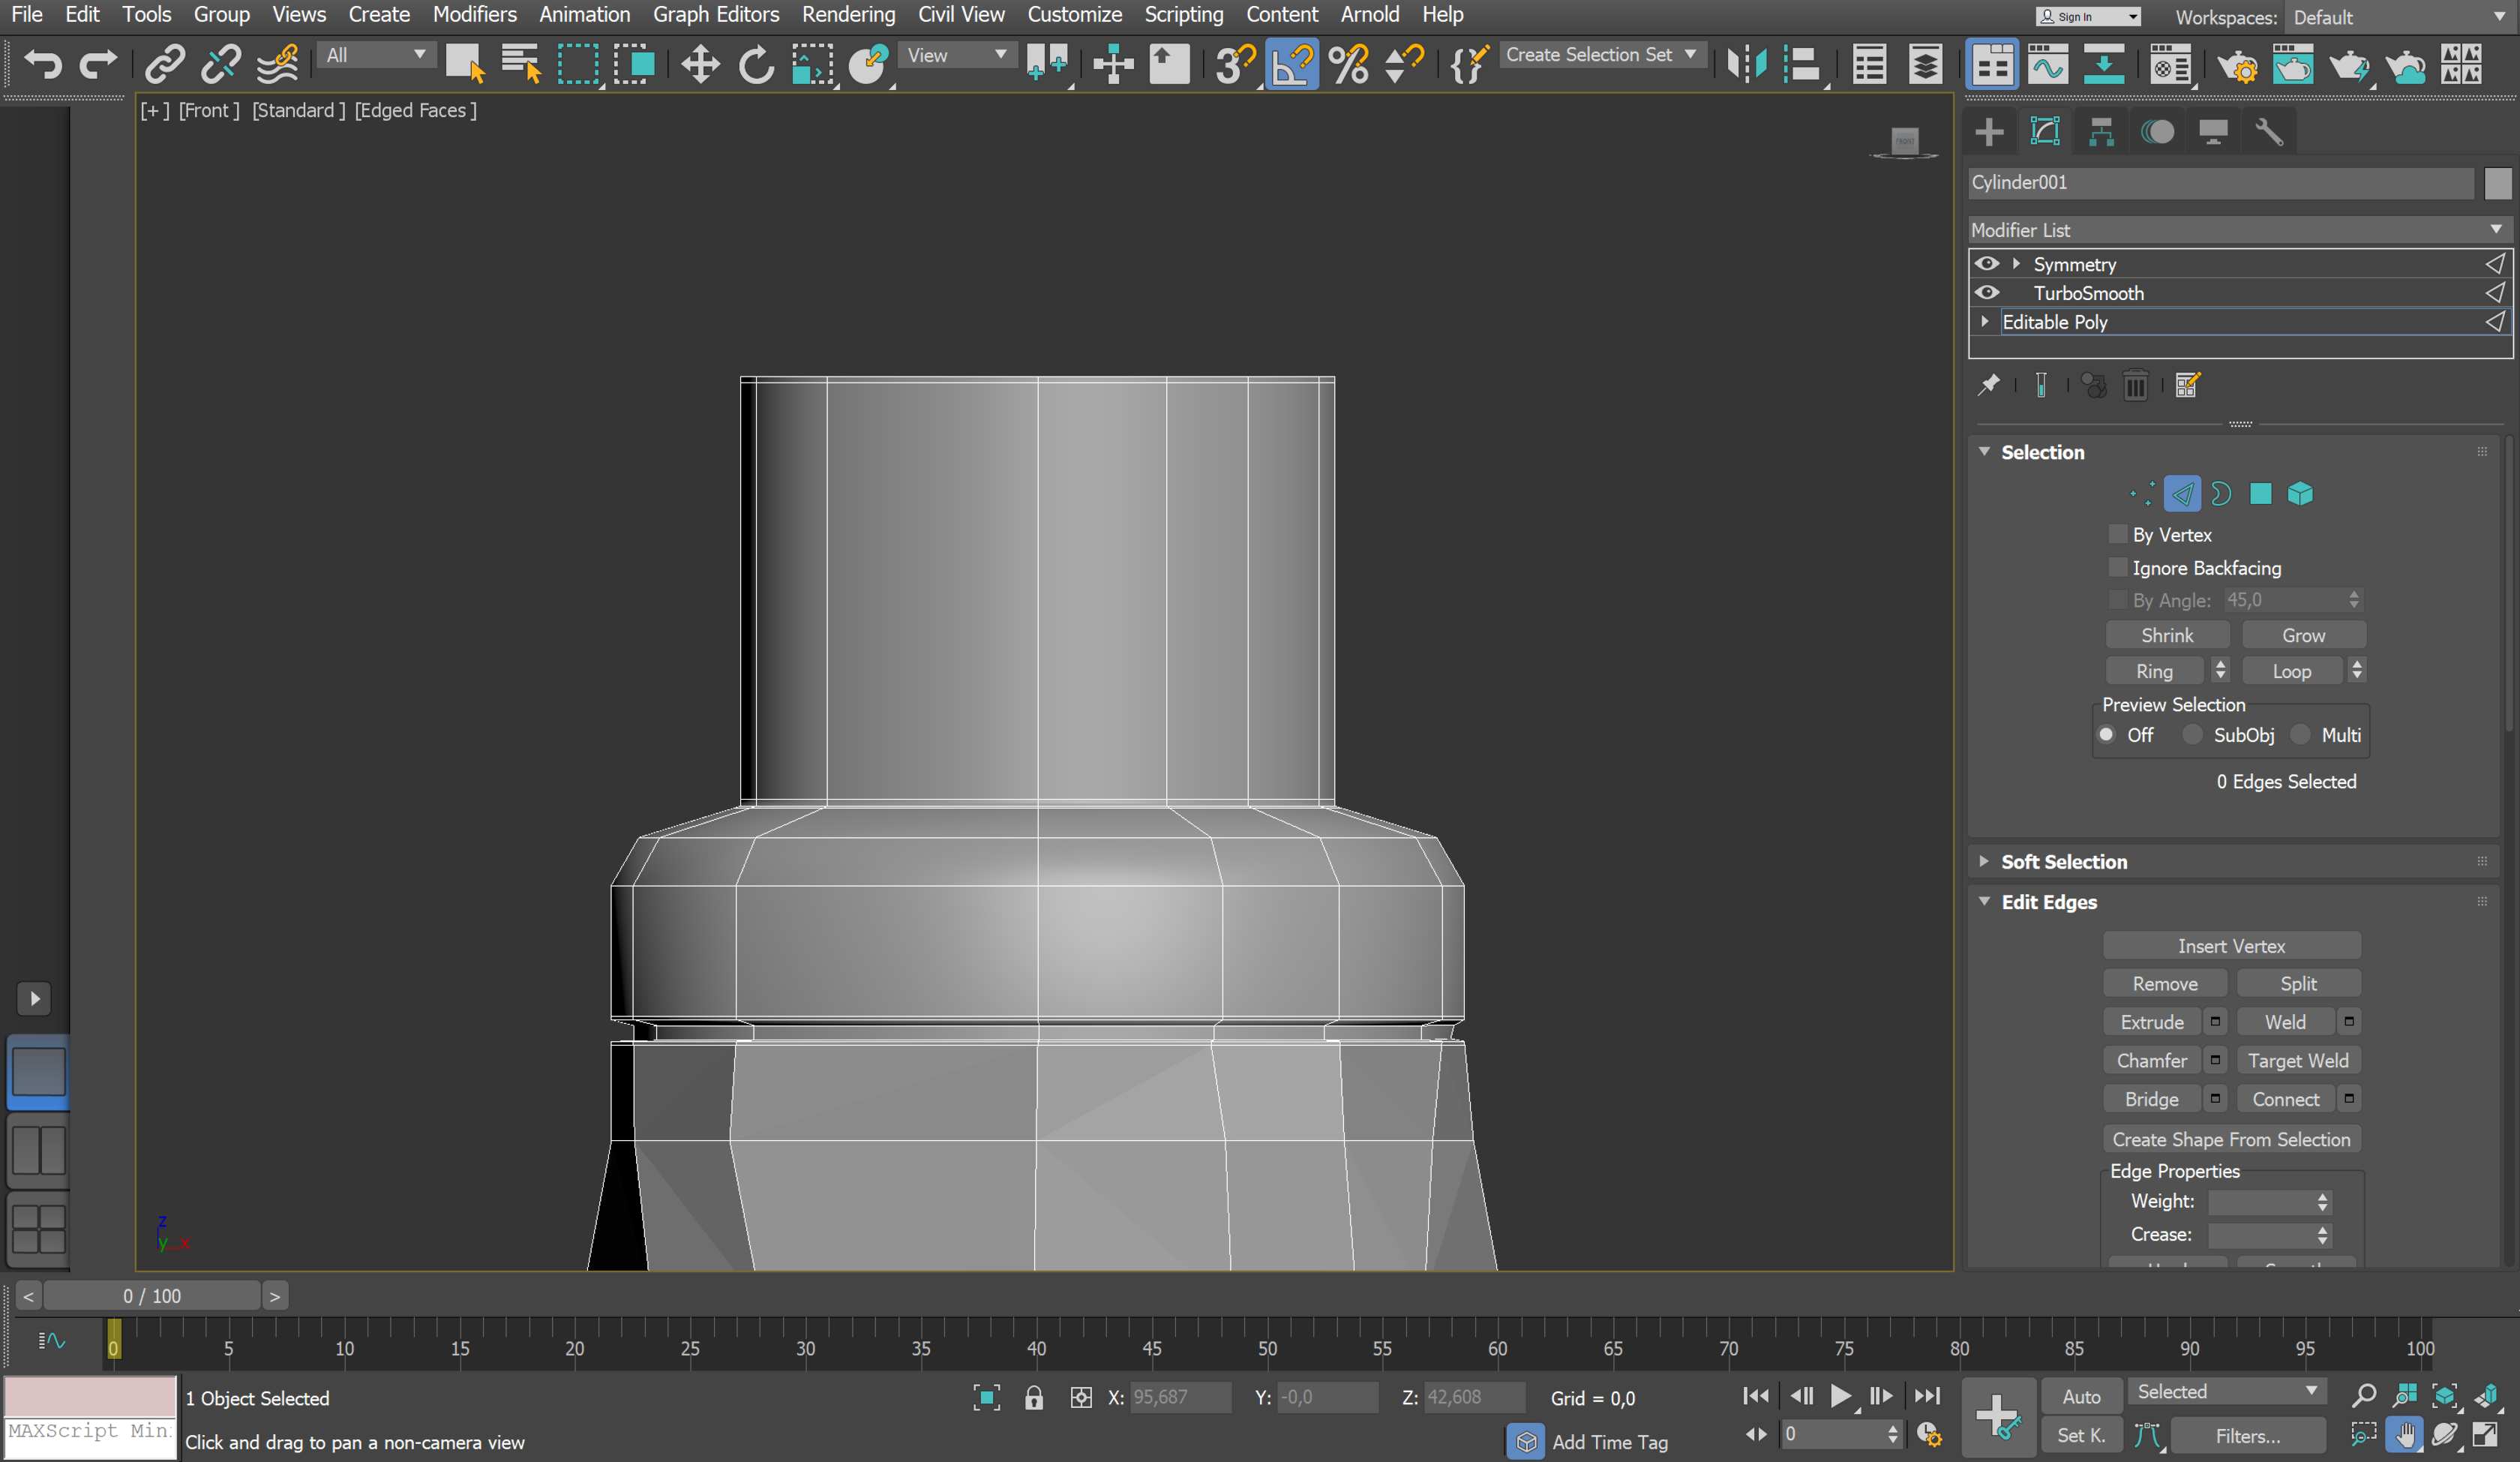 File Edit Tools Group Views Create Modifiers Animation Graph Editors Rendering Civil View Customize Scripting Content Arnold Help
Sign In
Workspaces: Default
All
View
3
Create Selection Set
[+] [Front] [Standard] [Edged Faces]
FRONT
Cylinder001
Modifier List
Symmetry
TurboSmooth
Editable Poly
Selection
By Vertex
Ignore Backfacing
By Angle: 45,0
Shrink Grow
Ring Loop
Preview Selection
Off SubObj Multi
0 Edges Selected
Soft Selection
Edit Edges
Insert Vertex
Remove Split
Extrude Weld
Chamfer Target Weld
Bridge Connect
Create Shape From Selection
Edge Properties
Weight:
Crease:
z
y x
< 0 / 100 >
0 5 10 15 20 25 30 35 40 45 50 55 60 65 70 75 80 85 90 95 100
1 Object Selected
X: 95,687 Y: -0,0 Z: 42,608 Grid = 0,0
Auto Selected
MAXScript Min
Click and drag to pan a non-camera view
Add Time Tag
0
Set K. Filters...